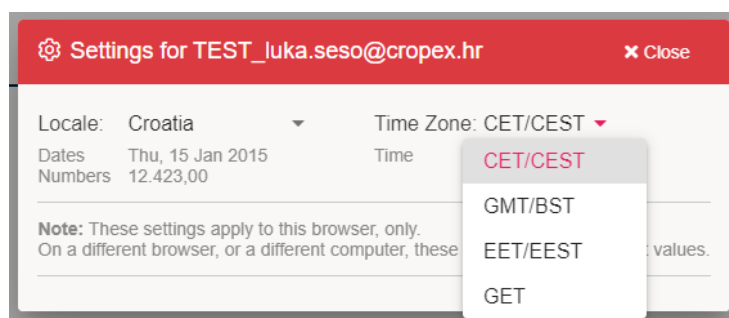 Settings for TEST_luka.seso@cropex.hr
× Close
Locale: Croatia
Time Zone: CET/CEST
Dates Thu, 15 Jan 2015
Time
Numbers 12.423,00
CET/CEST
GMT/BST
EET/EEST
GET
Note: These settings apply to this browser, only.
On a different browser, or a different computer, these values.